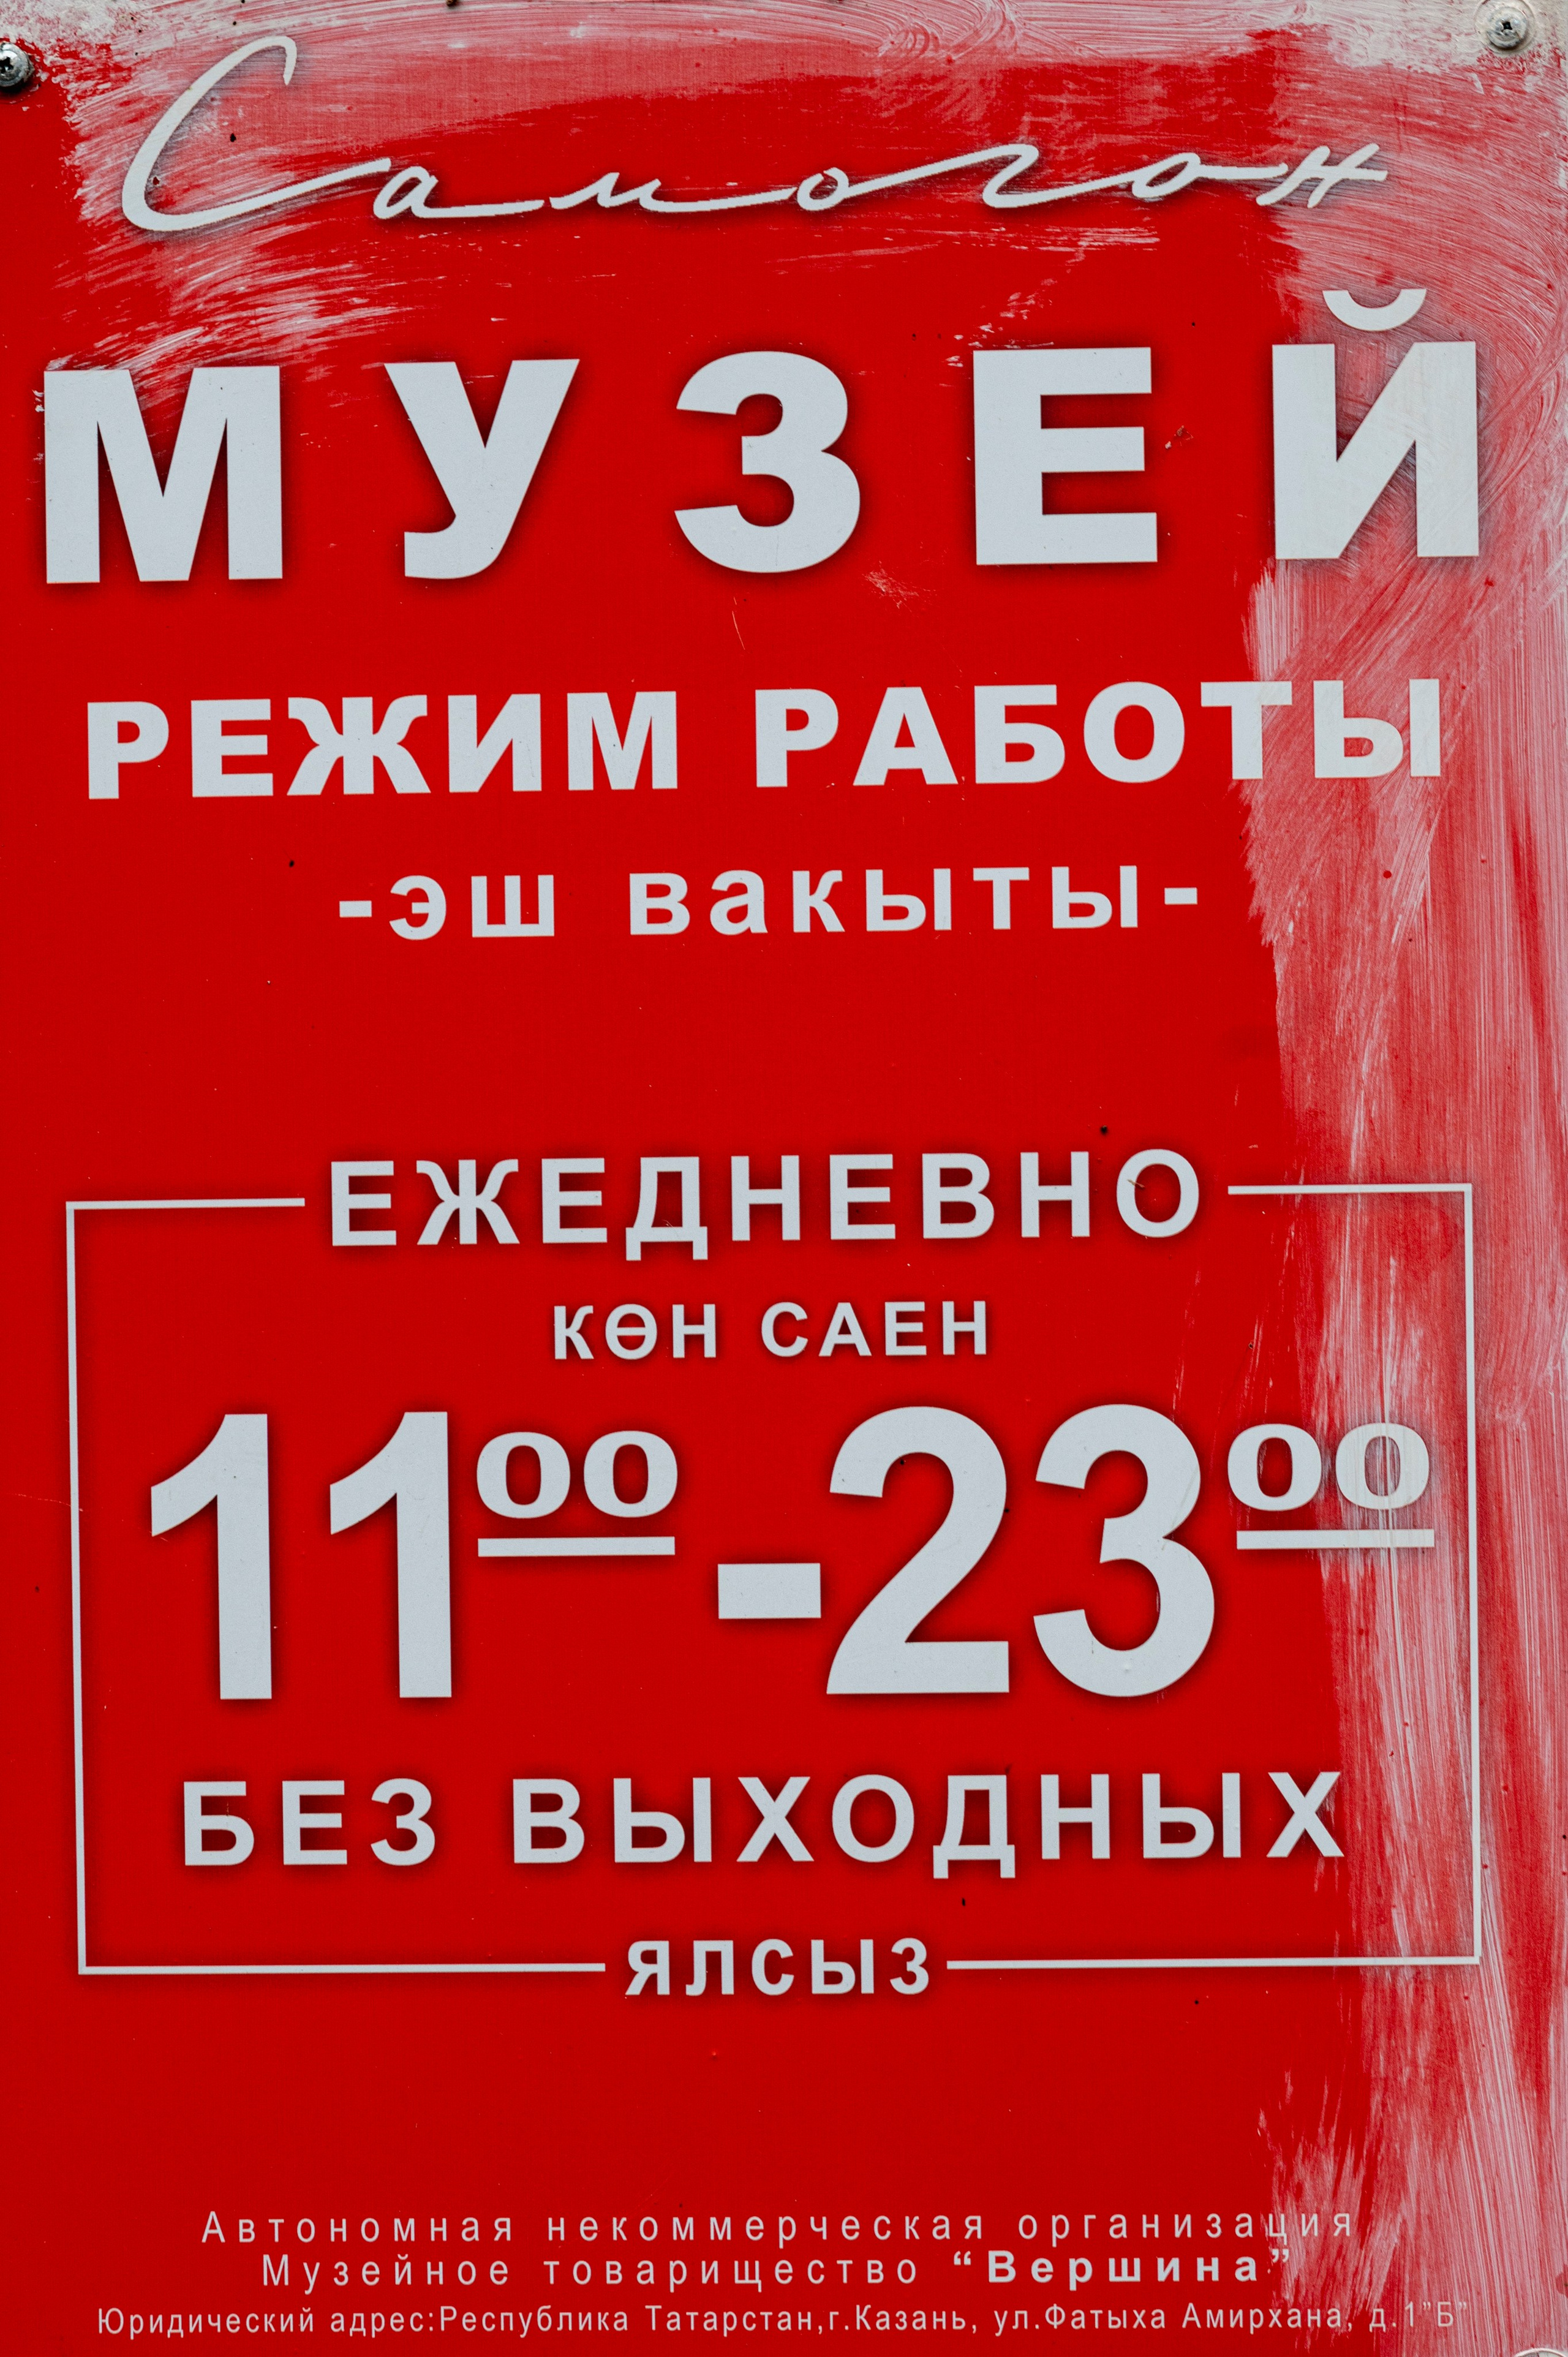 Самогон
МУЗЕЙ
РЕЖИМ РАБОТЫ
-эш вакыты-
ЕЖЕДНЕВНО
КӨН САЕН
11⁰⁰-23⁰⁰
БЕЗ ВЫХОДНЫХ
ЯЛСЫЗ
Автономная некоммерческая организация
Музейное товарищество “Вершина”
Юридический адрес:Республика Татарстан,г.Казань, ул.Фатыха Амирхана, д.1”Б”